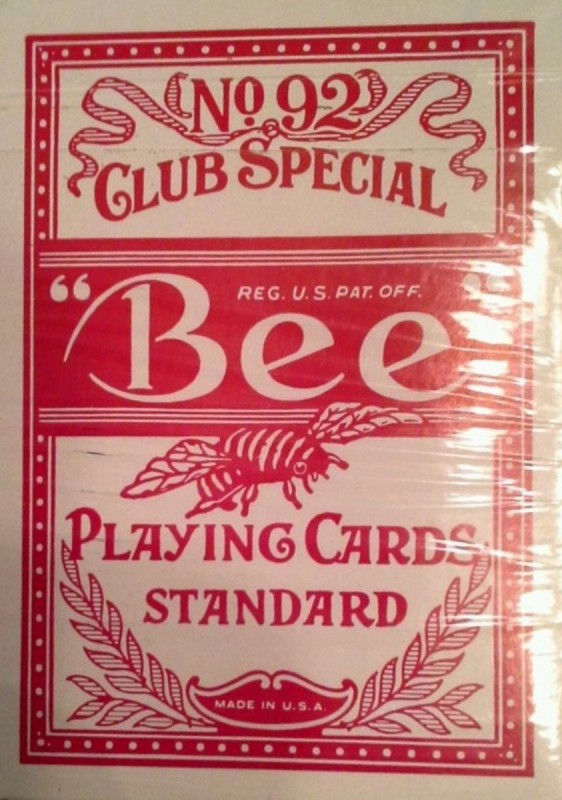 No 92
CLUB SPECIAL
REG. U.S. PAT. OFF.
"Bee"
PLAYING CARDS
STANDARD
MADE IN U.S.A.